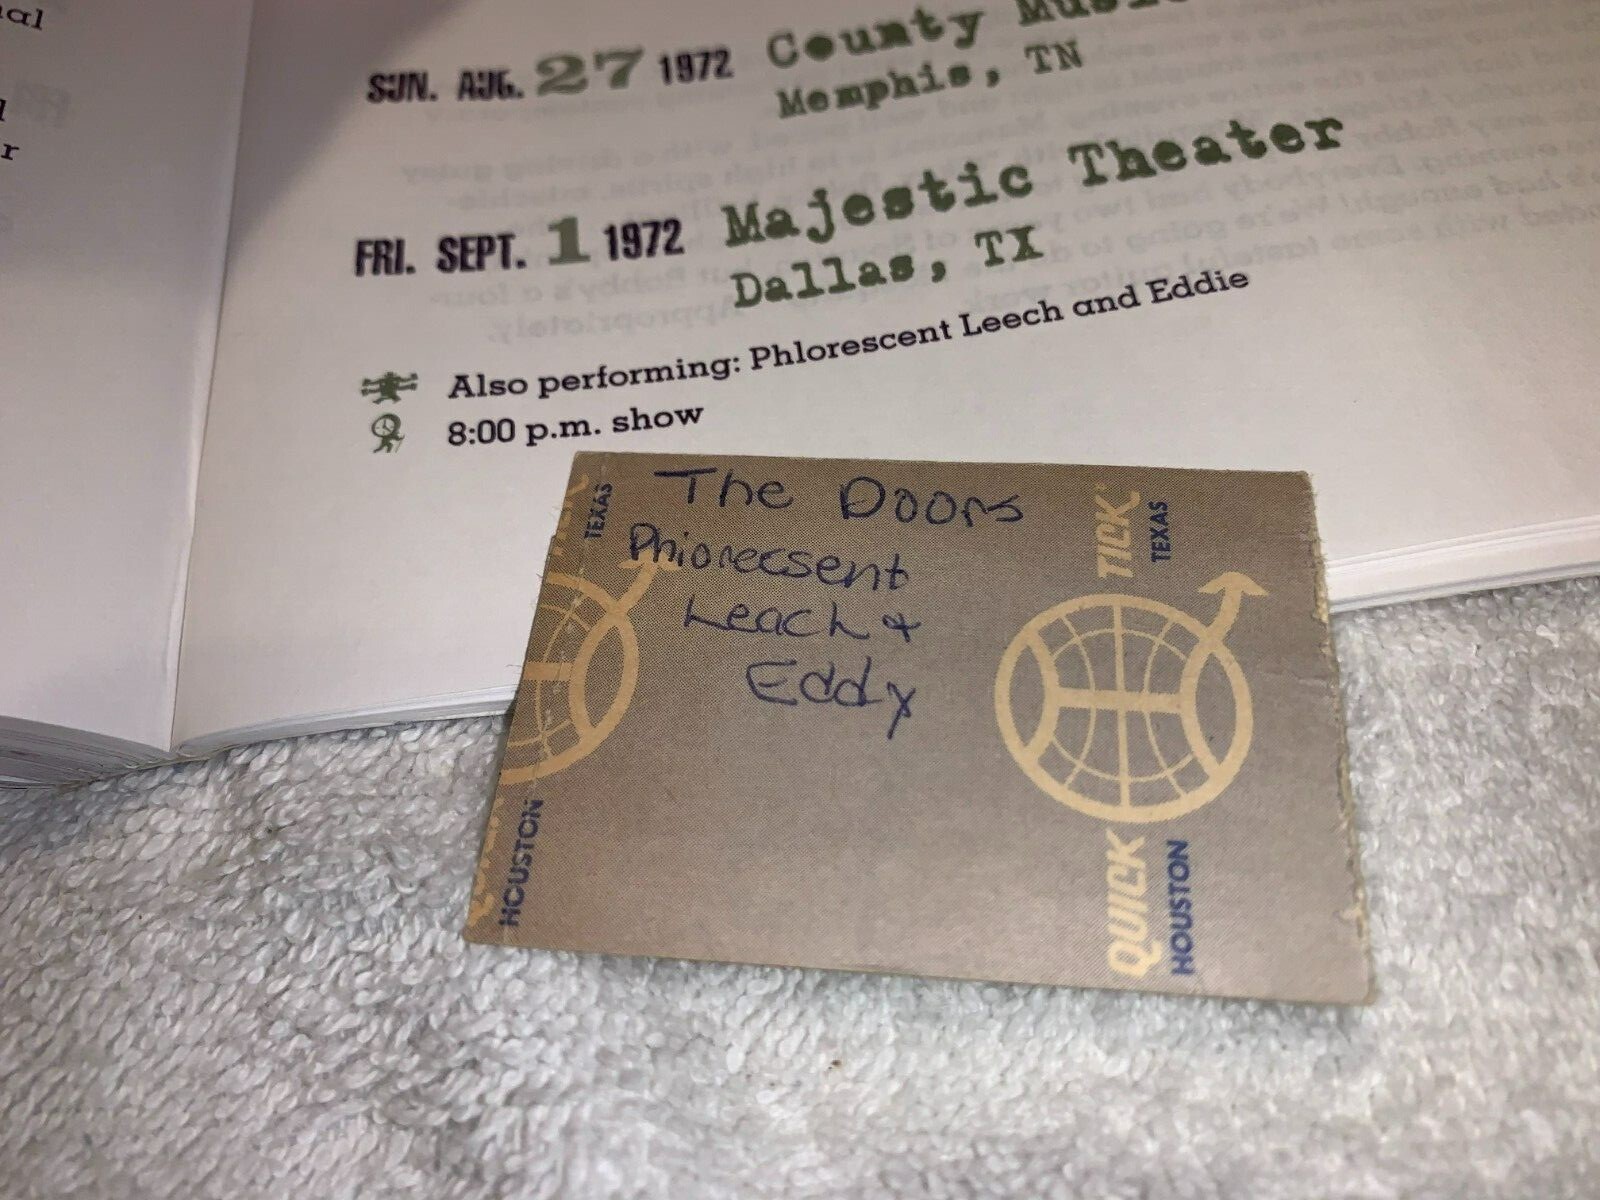 al
r
SUN. AUG. 27 1972 County
Memphis, TN
FRI. SEPT. 1 1972 Majestic Theater
Dallas, TX
Also performing: Phlorescent Leech and Eddie
8:00 p.m. show
The Doors
Phiorecsent
Leach &
Eddy
TEXAS
HOUSTON
QUICK TICK
HOUSTON TEXAS